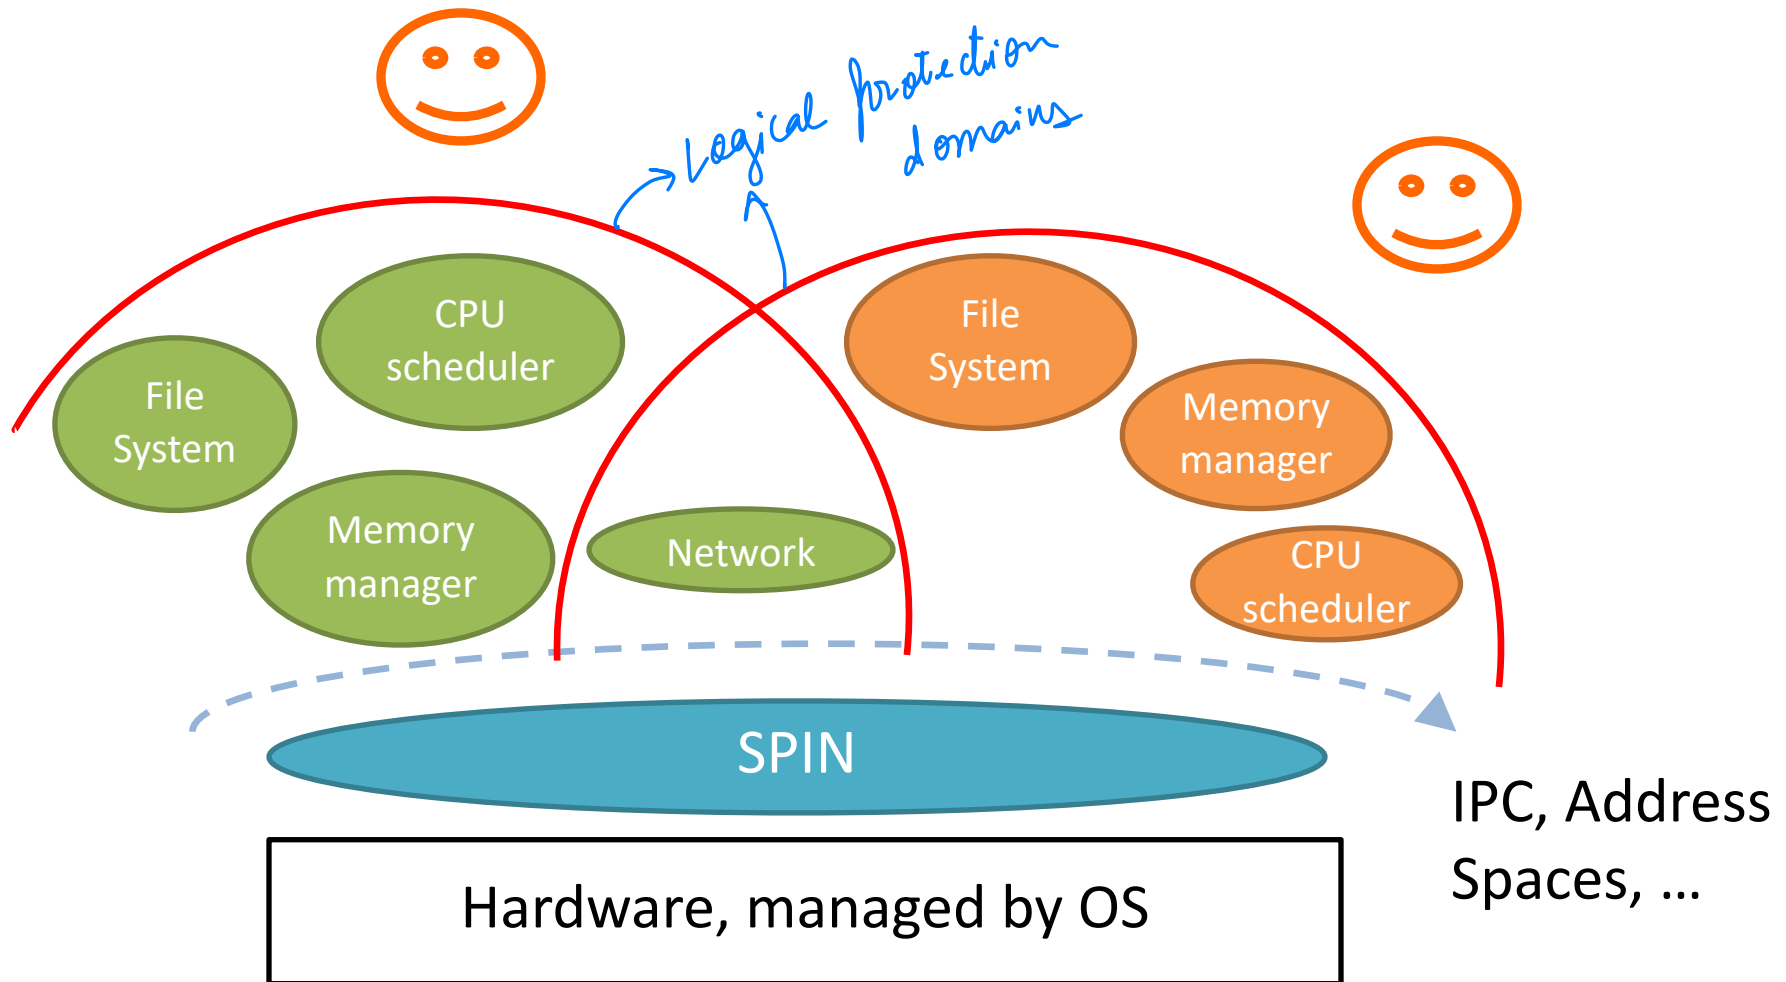 Logical protection
domains
CPU
scheduler
File
System
Memory
manager
Network
File
System
Memory
manager
CPU
scheduler
SPIN
IPC, Address
Spaces, ...
Hardware, managed by OS